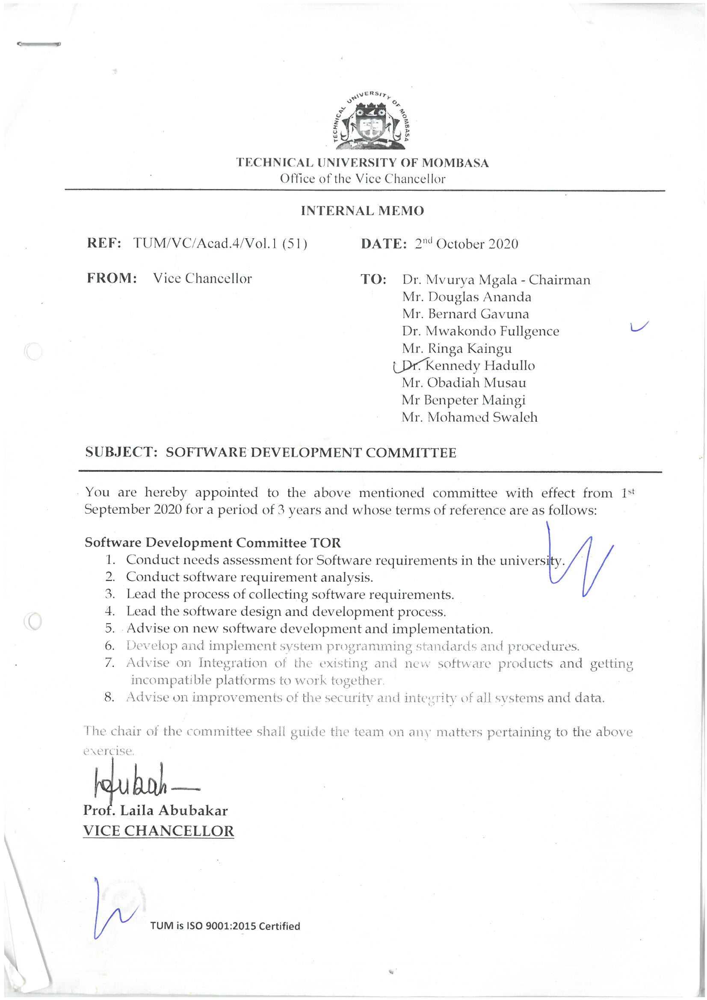 TECHNICAL UNIVERSITY OF MOMBASA
TECHNICAL UNIVERSITY OF MOMBASA
Office of the Vice Chancellor
INTERNAL MEMO
REF: TUM/VC/Acad.4/Vol.1 (51) DATE: 2nd October 2020
FROM: Vice Chancellor TO: Dr. Mvurya Mgala - Chairman
Mr. Douglas Ananda
Mr. Bernard Gavuna
Dr. Mwakondo Fullgence
Mr. Ringa Kaingu
Dr. Kennedy Hadullo
Mr. Obadiah Musau
Mr Benpeter Maingi
Mr. Mohamed Swaleh
SUBJECT: SOFTWARE DEVELOPMENT COMMITTEE
You are hereby appointed to the above mentioned committee with effect from 1st
September 2020 for a period of 3 years and whose terms of reference are as follows:
Software Development Committee TOR
1. Conduct needs assessment for Software requirements in the university.
2. Conduct software requirement analysis.
3. Lead the process of collecting software requirements.
4. Lead the software design and development process.
5. Advise on new software development and implementation.
6. Develop and implement system programming standards and procedures.
7. Advise on Integration of the existing and new software products and getting
incompatible platforms to work together.
8. Advise on improvements of the security and integrity of all systems and data.
The chair of the committee shall guide the team on any matters pertaining to the above
exercise.
Prof. Laila Abubakar
VICE CHANCELLOR
TUM is ISO 9001:2015 Certified